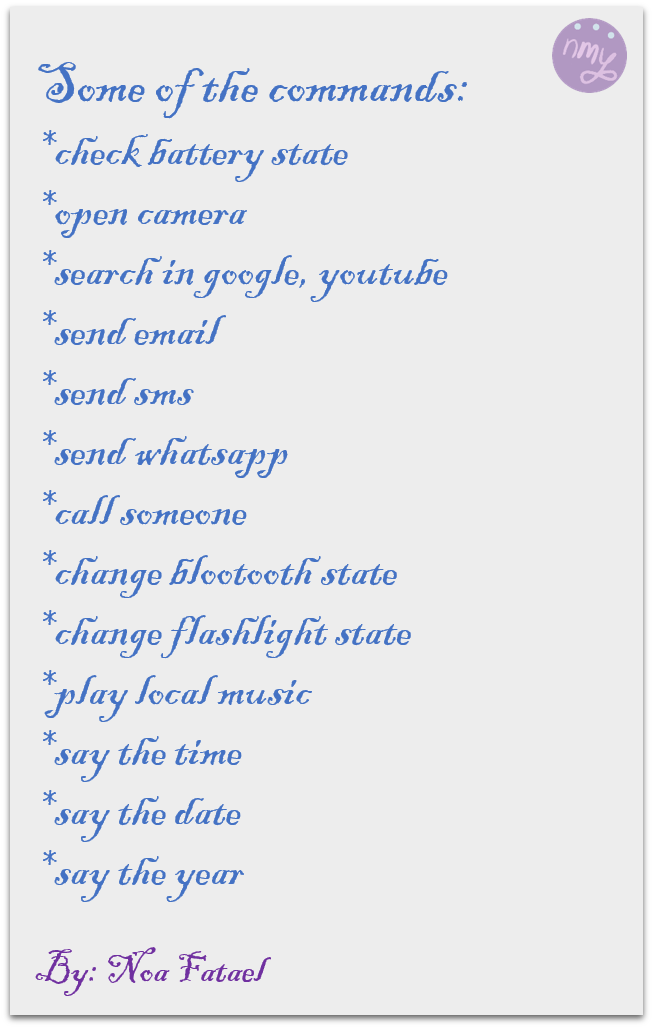 nmy
Some of the commands:
*check battery state
*open camera
*search in google, youtube
*send email
*send sms
*send whatsapp
*call someone
*change blootooth state
*change flashlight state
*play local music
*say the time
*say the date
*say the year
By: Noa Fatael